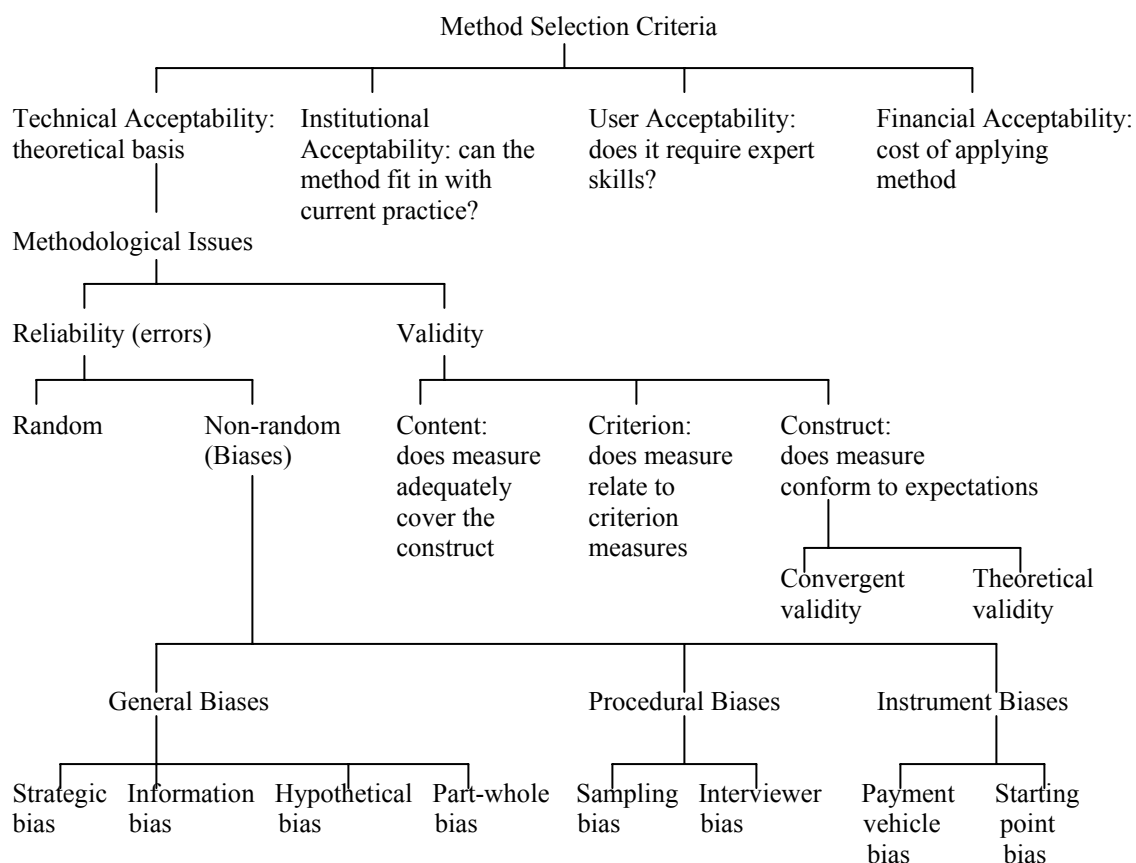 Method Selection Criteria
Technical Acceptability:
theoretical basis
Institutional
Acceptability: can the
method fit in with
current practice?
User Acceptability:
does it require expert
skills?
Financial Acceptability:
cost of applying
method
Methodological Issues
Reliability (errors)
Validity
Random
Non-random
(Biases)
Content:
does measure
adequately
cover the
construct
Criterion:
does measure
relate to
criterion
measures
Construct:
does measure
conform to expectations
Convergent
validity
Theoretical
validity
General Biases
Procedural Biases
Instrument Biases
Strategic
bias
Information
bias
Hypothetical
bias
Part-whole
bias
Sampling
bias
Interviewer
bias
Payment
vehicle
bias
Starting
point
bias